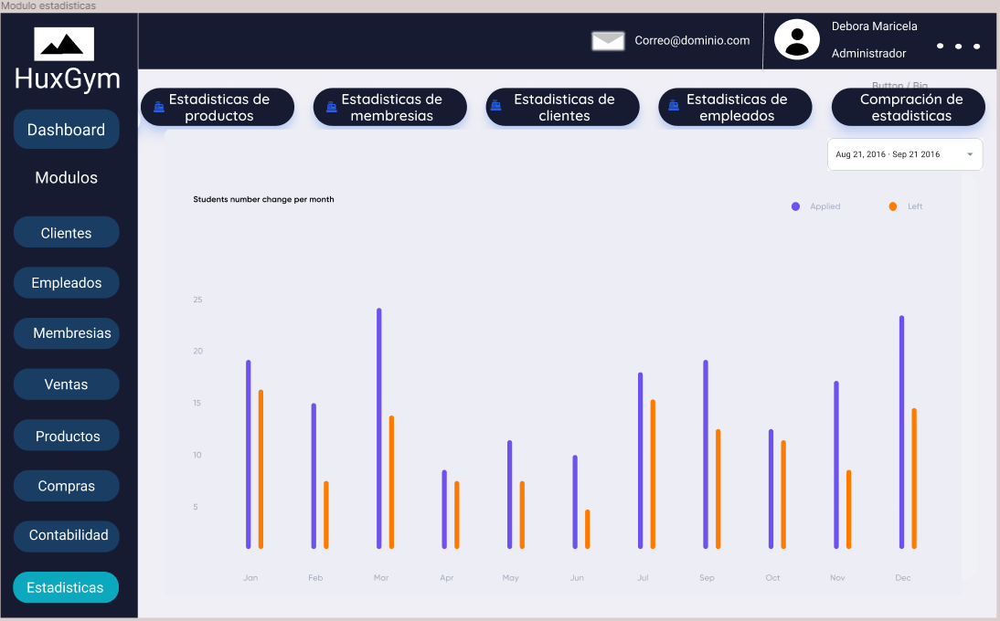 Modulo estadisticas
HuxGym
Correo@dominio.com
Debora Maricela
Administrador
Dashboard
Modulos
Clientes
Empleados
Membresias
Ventas
Productos
Compras
Contabilidad
Estadisticas
Estadisticas de
productos
Estadisticas de
membresias
Estadisticas de
clientes
Estadisticas de
empleados
Button / Big
Compración de
estadisticas
Aug 21, 2016 · Sep 21 2016
Students number change per month
Applied
Left
25
20
15
10
5
Jan Feb Mar Apr May Jun Jul Sep Oct Nov Dec